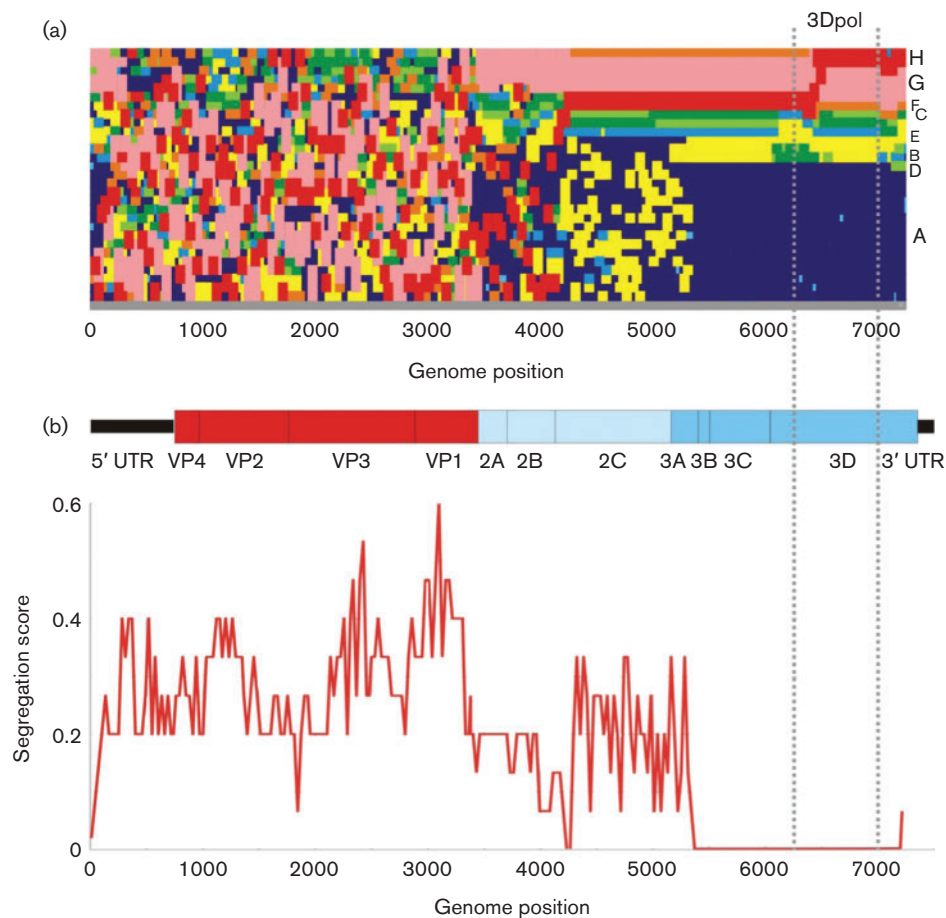 3Dpol
(a)
H
G
F
C
E
B
D
A
0 1000 2000 3000 4000 5000 6000 7000
Genome position
(b)
5′ UTR VP4 VP2 VP3 VP1 2A 2B 2C 3A 3B 3C 3D 3′ UTR
0.6
0.4
0.2
0
Segregation score
0 1000 2000 3000 4000 5000 6000 7000
Genome position